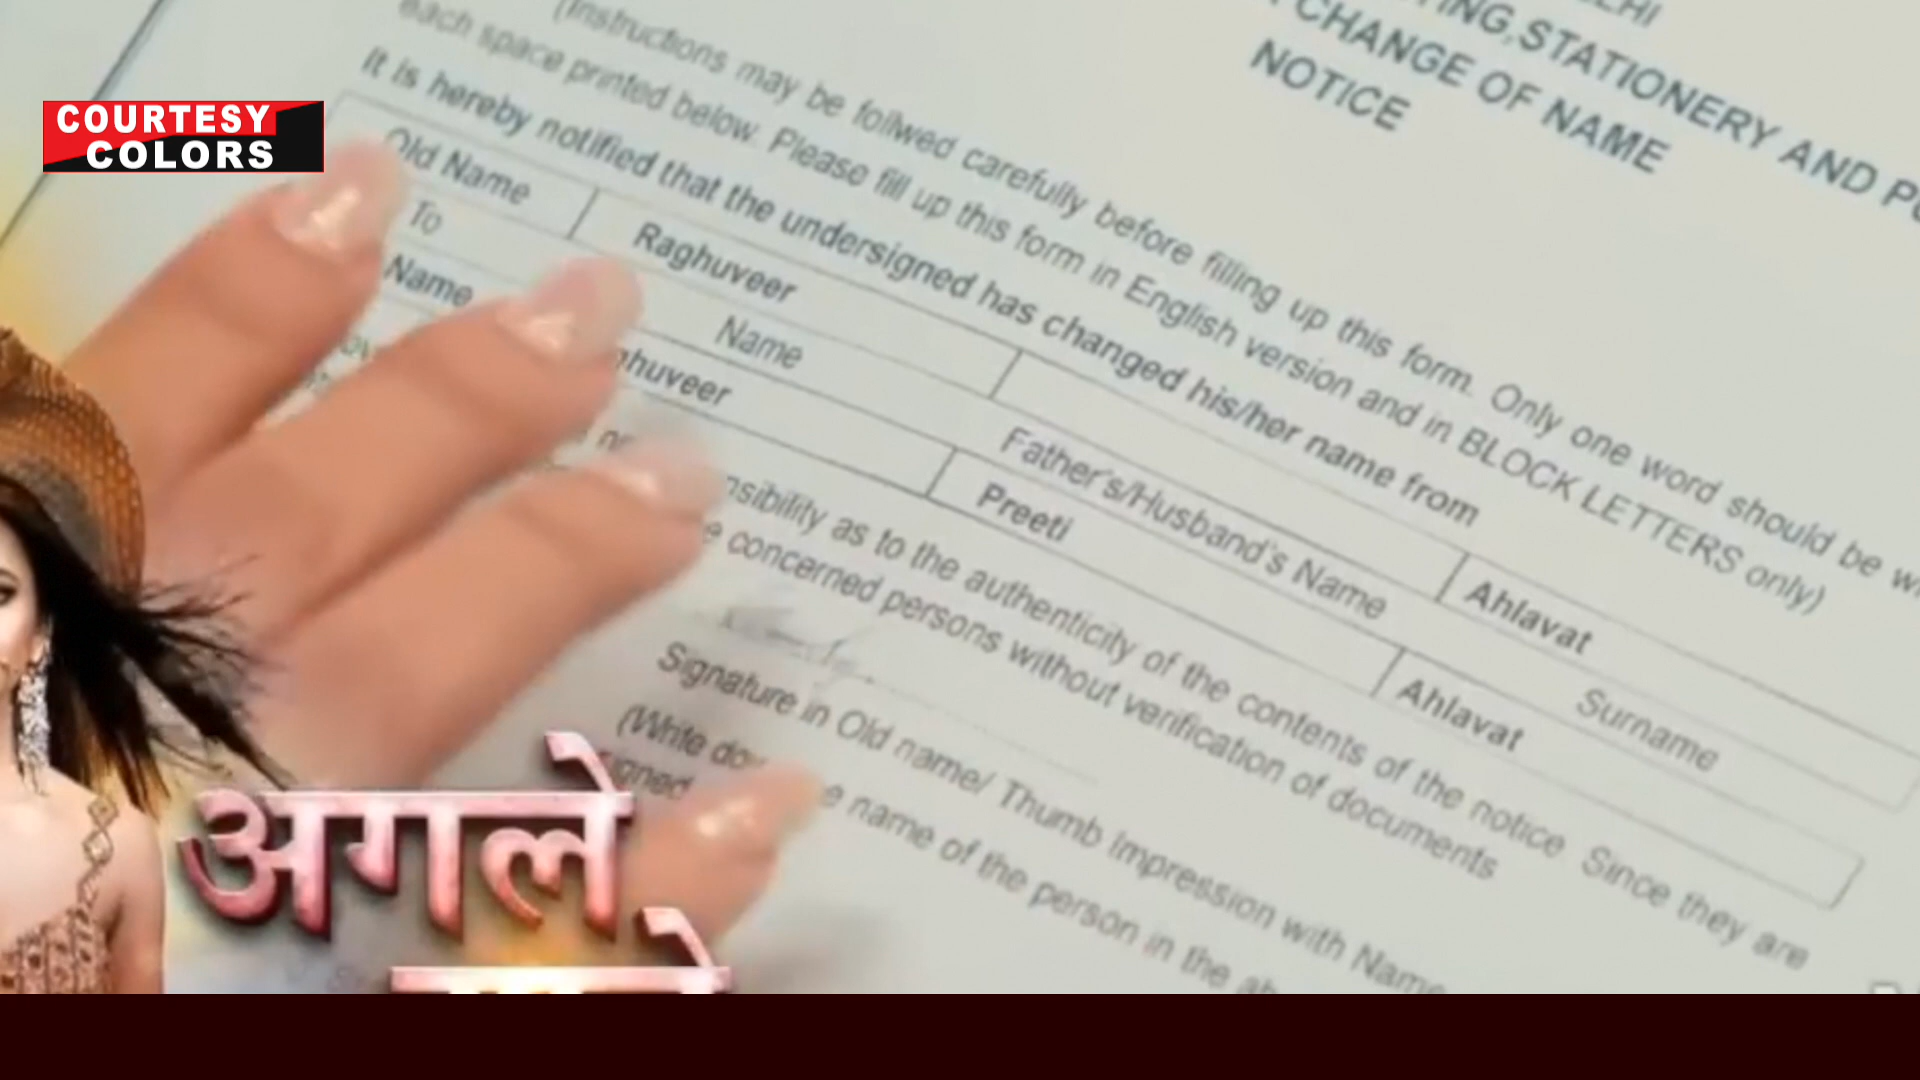 COURTESY
COLORS
STATIONERY AND
CHANGE OF NAME
NOTICE
(Instructions may be follwed carefully before filling up this form. Only one word should be
each space printed below. Please fill up this form in English version and in BLOCK LETTERS only)
It is hereby notified that the undersigned has changed his/her name from
Old Name Raghuveer Ahlavat
To Name Father's/Husband's Name Surname
Name Preeti Ahlavat
as to the authenticity of the contents of the notice Since they are
concerned persons without verification of documents
Signature in Old name/ Thumb Impression with Name
(Write name of the person in the
अगले